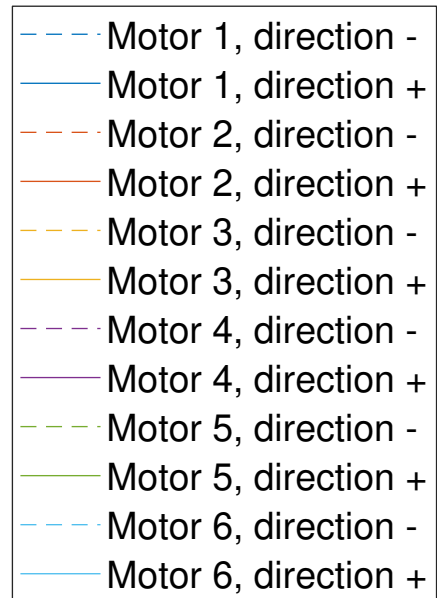 Motor 1, direction -
Motor 1, direction +
Motor 2, direction -
Motor 2, direction +
Motor 3, direction -
Motor 3, direction +
Motor 4, direction -
Motor 4, direction +
Motor 5, direction -
Motor 5, direction +
Motor 6, direction -
Motor 6, direction +